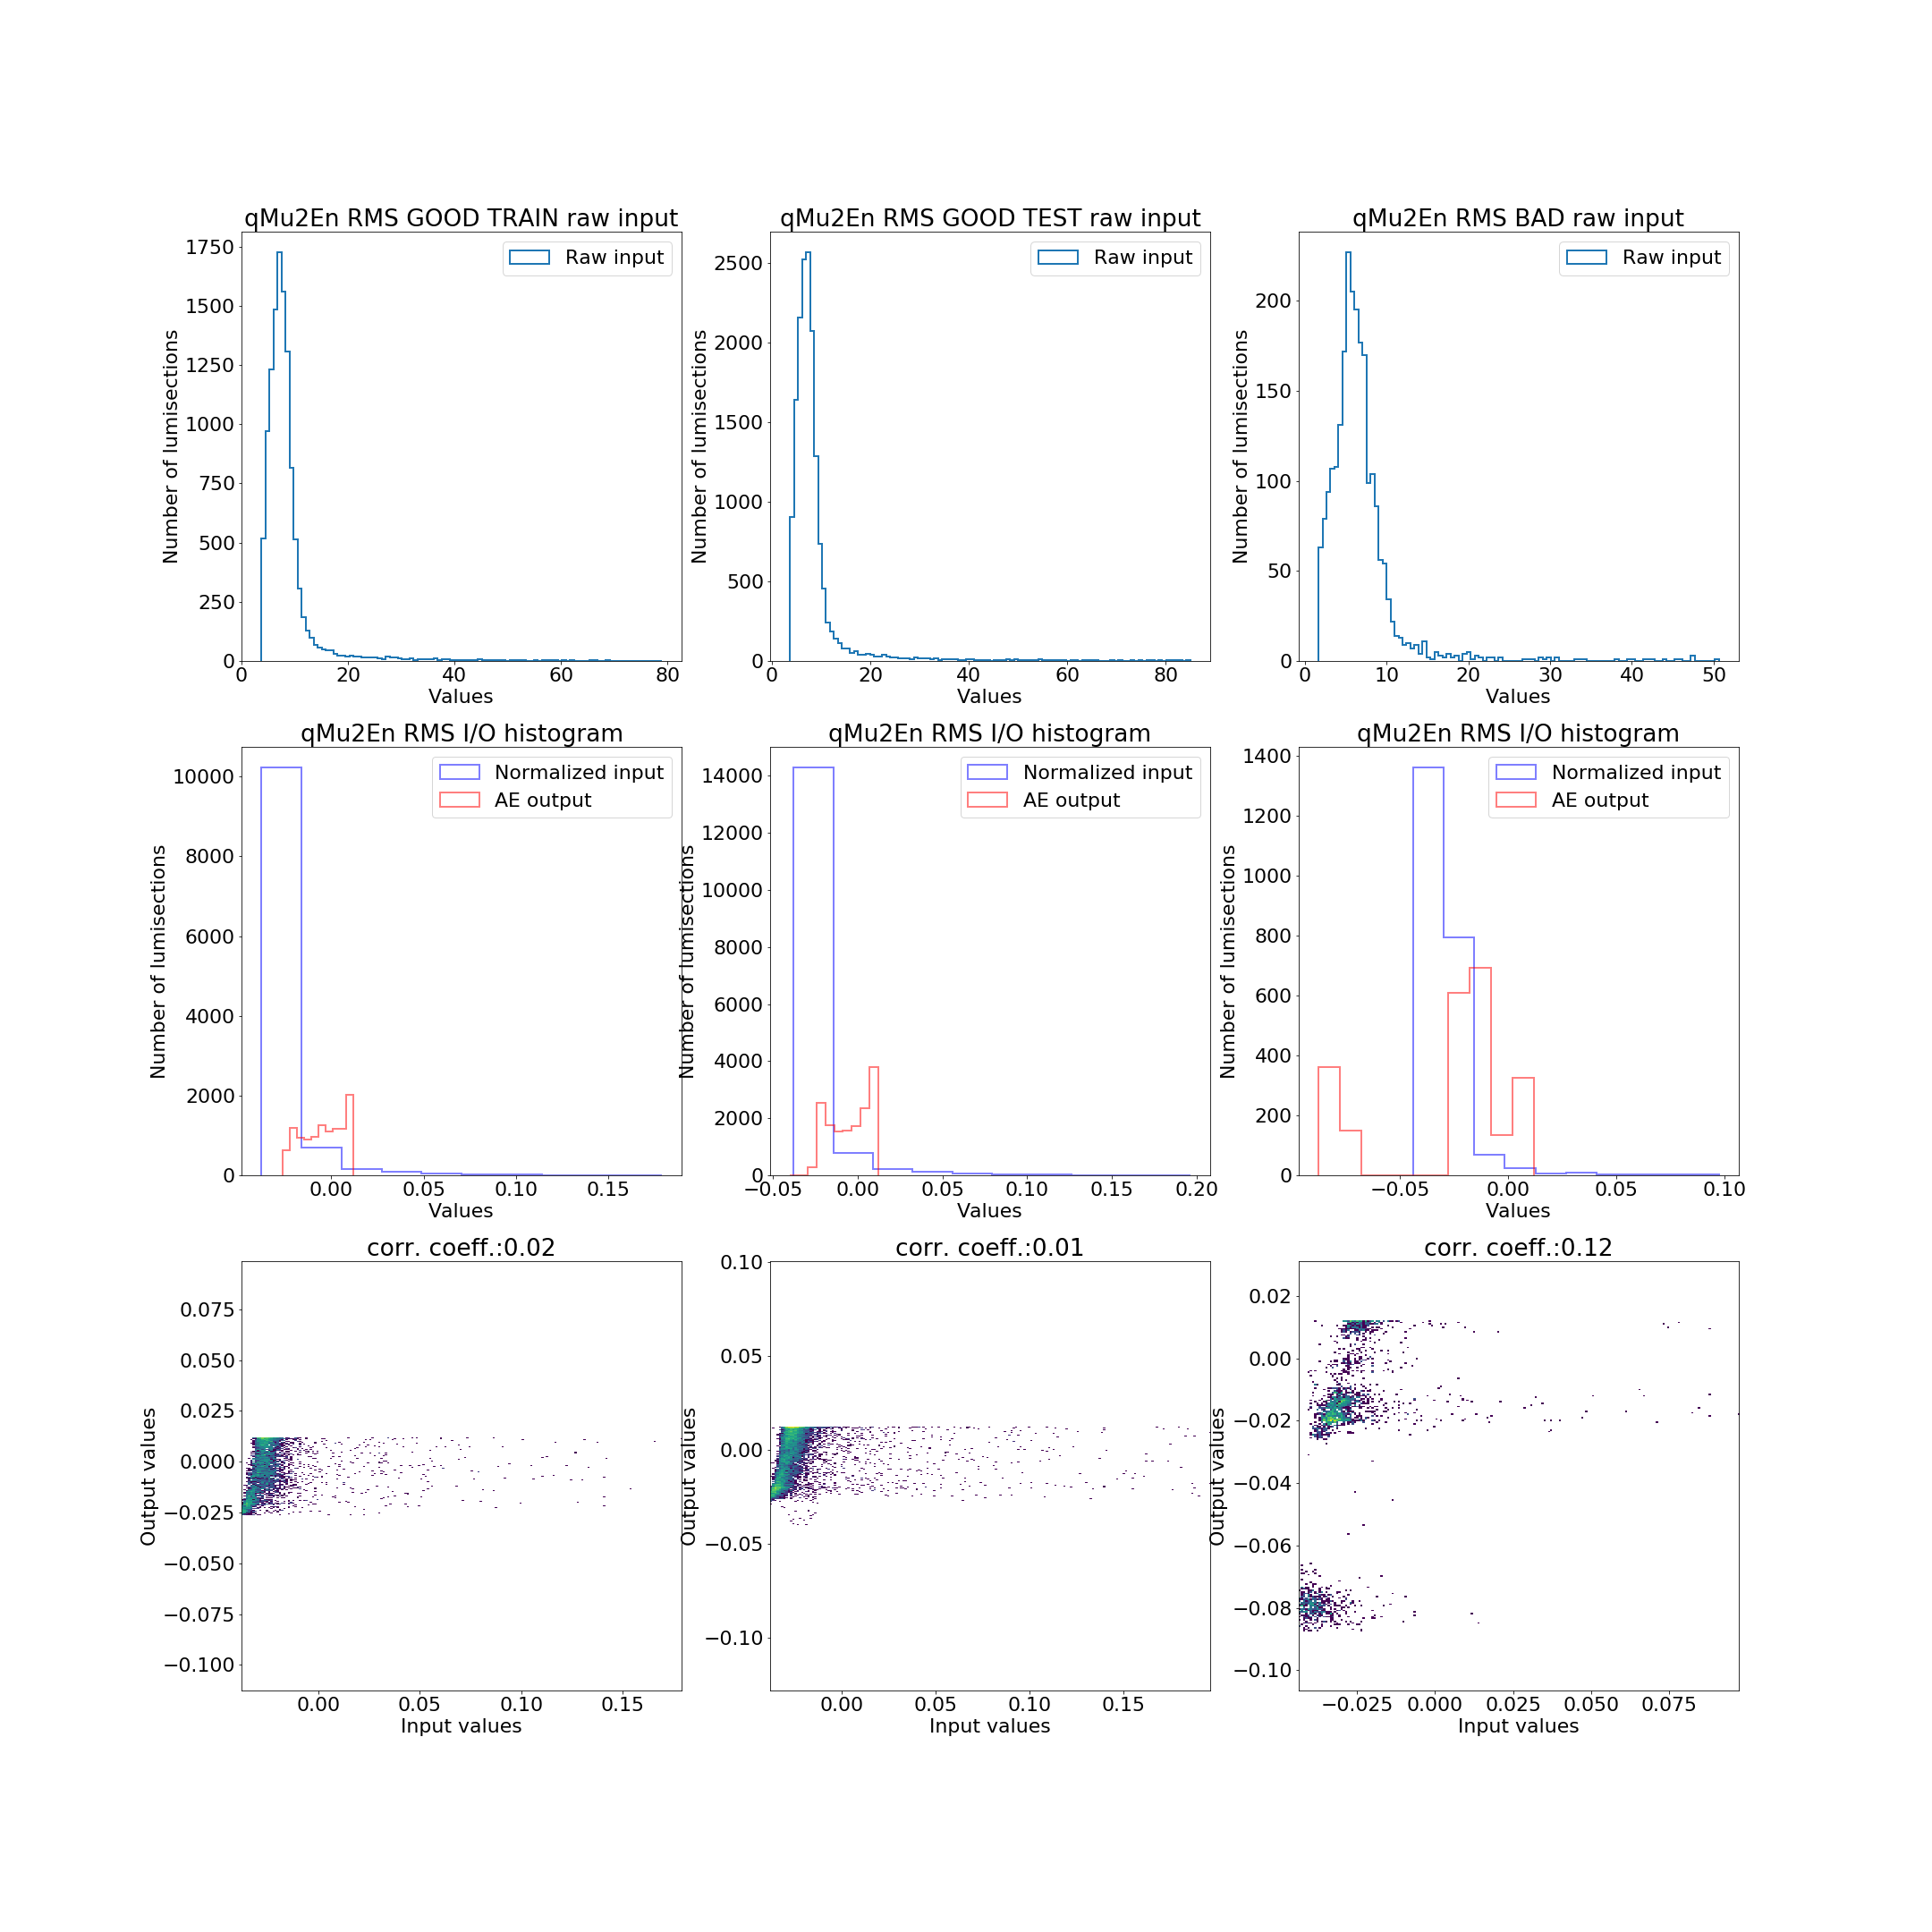 qMu2En RMS GOOD TRAIN raw input
Number of lumisections
1750
1500
1250
1000
750
500
250
0
Raw input
0 20 40 60 80
Values
qMu2En RMS GOOD TEST raw input
Number of lumisections
2500
2000
1500
1000
500
0
Raw input
0 20 40 60 80
Values
qMu2En RMS BAD raw input
Number of lumisections
200
150
100
50
0
Raw input
0 10 20 30 40 50
Values
qMu2En RMS I/O histogram
Number of lumisections
10000
8000
6000
4000
2000
0
Normalized input
AE output
0.00 0.05 0.10 0.15
Values
qMu2En RMS I/O histogram
Number of lumisections
14000
12000
10000
8000
6000
4000
2000
0
Normalized input
AE output
−0.05 0.00 0.05 0.10 0.15 0.20
Values
qMu2En RMS I/O histogram
Number of lumisections
1400
1200
1000
800
600
400
200
0
Normalized input
AE output
−0.05 0.00 0.05 0.10
Values
corr. coeff.:0.02
Output values
0.075
0.050
0.025
0.000
−0.025
−0.050
−0.075
−0.100
0.00 0.05 0.10 0.15
Input values
corr. coeff.:0.01
Output values
0.10
0.05
0.00
−0.05
−0.10
0.00 0.05 0.10 0.15
Input values
corr. coeff.:0.12
Output values
0.02
0.00
−0.02
−0.04
−0.06
−0.08
−0.10
−0.025 0.000 0.025 0.050 0.075
Input values